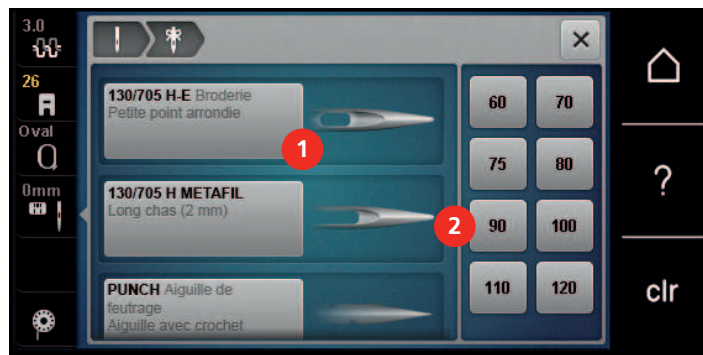 3.0
26
Oval
0mm
130/705 H-E Broderie
Petite point arrondie
1
130/705 H METAFIL
Long chas (2 mm)
2
PUNCH Aiguille de
feutrage
Aiguille avec crochet
60 70
75 80
90 100
110 120
?
clr